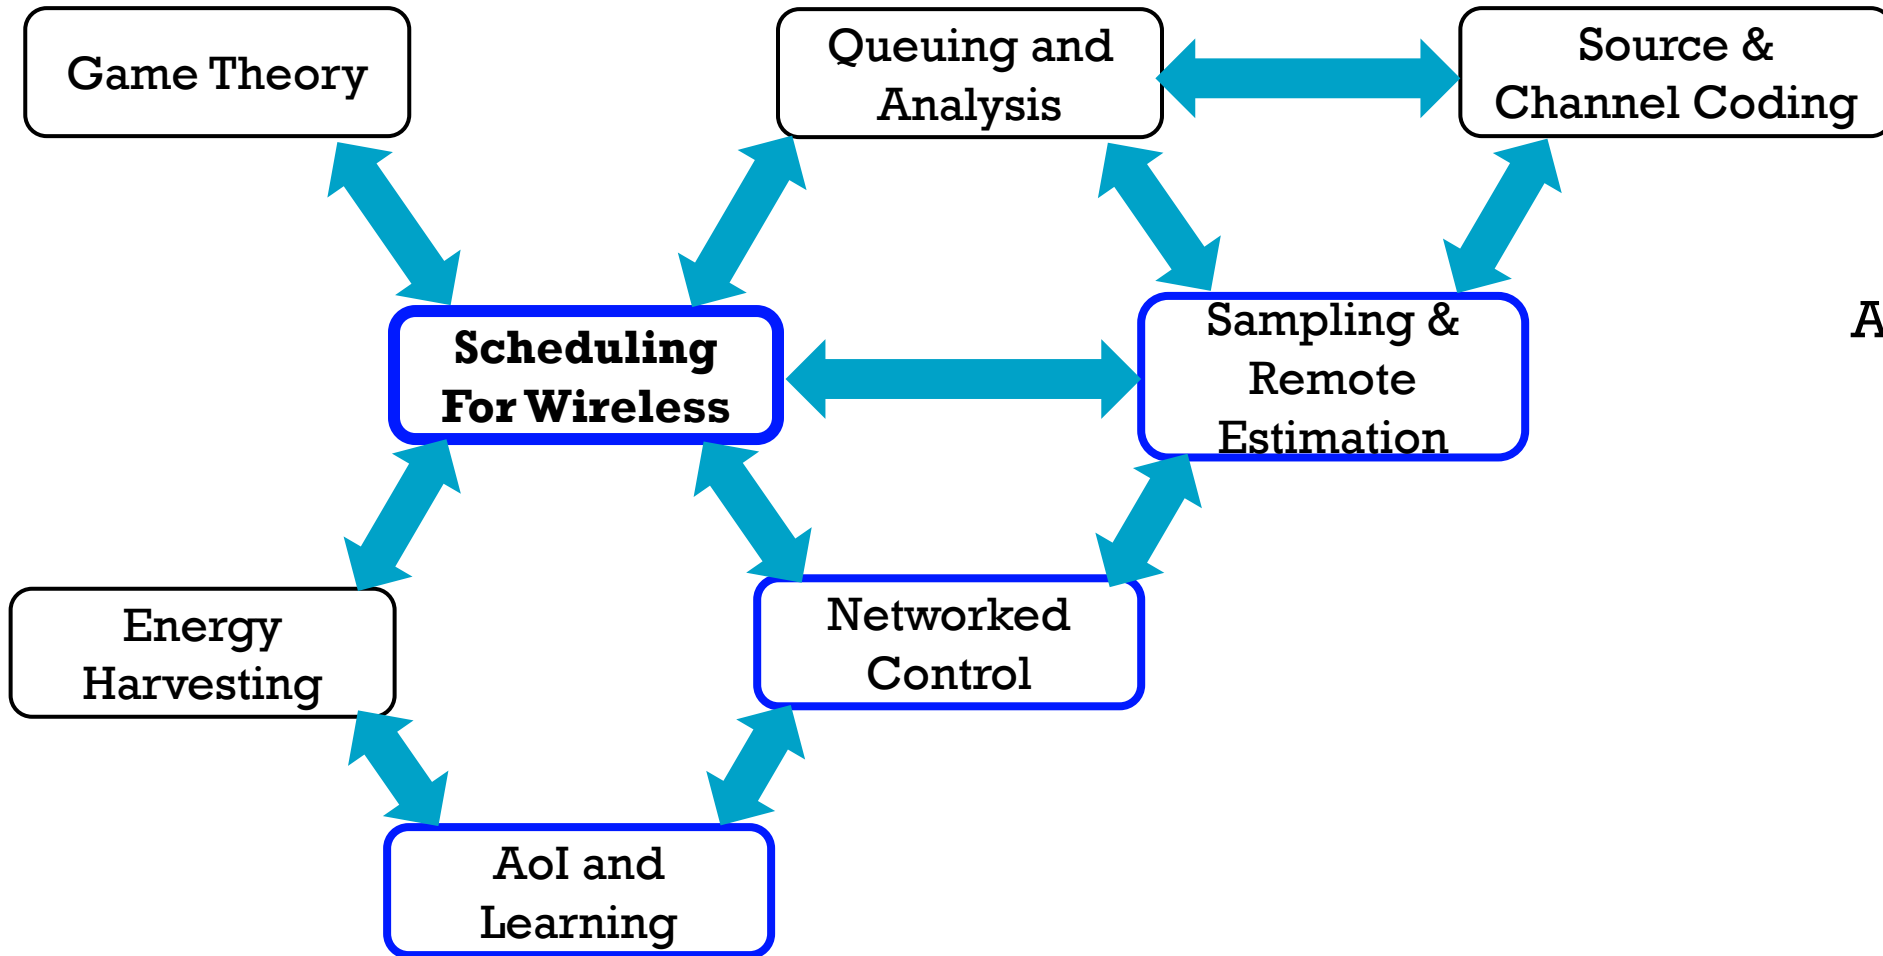 Game Theory
Queuing and
Analysis
Source &
Channel Coding
Scheduling
For Wireless
Sampling &
Remote
Estimation
A
Energy
Harvesting
Networked
Control
AoI and
Learning